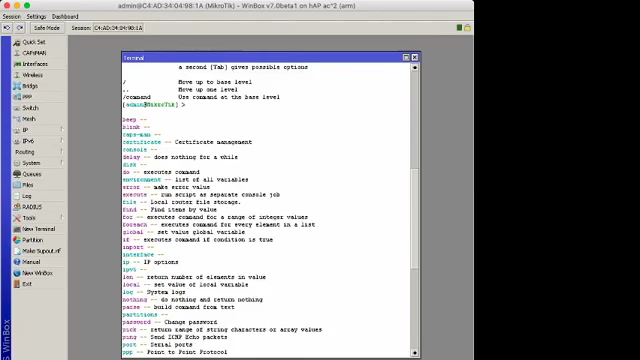 admin@C4:AD:34:04:98:1A (MikroTik) - WinBox v7.0beta1 on hAP ac^2 (arm)
Session Settings Dashboard
Safe Mode Session: C4:AD:34:04:98:1A
Quick Set
CAPsMAN
Interfaces
Wireless
Bridge
PPP
Switch
Mesh
IP
IPv6
Routing
System
Queues
Files
Log
RADIUS
Tools
New Terminal
Partition
Make Supout.rif
Manual
New WinBox
Exit
S WinBox
Terminal
a second [Tab] gives possible options
/ Move up to base level
.. Move up one level
/command Use command at the base level
[admin@MikroTik] >
beep --
blink --
caps-man --
certificate -- Certificate management
console --
delay -- does nothing for a while
disk --
do -- executes command
environment -- list of all variables
error -- make error value
execute -- run script as separate console job
file -- Local router file storage.
find -- Find items by value
for -- executes command for a range of integer values
foreach -- executes command for every element in a list
global -- set value global variable
if -- executes command if condition is true
import --
interface --
ip -- IP options
ipv6 --
len -- return number of elements in value
local -- set value of local variable
log -- System logs
nothing -- do nothing and return nothing
parse -- build command from text
partitions --
password -- Change password
pick -- return range of string characters or array values
ping -- Send ICMP Echo packets
port -- Serial ports
ppp -- Point to Point Protocol